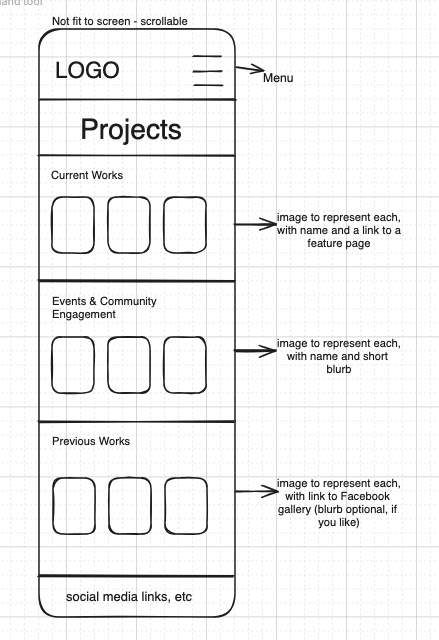 hand tool
Not fit to screen - scrollable
LOGO
Menu
Projects
Current Works
image to represent each,
with name and a link to a
feature page
Events & Community
Engagement
image to represent each,
with name and short
blurb
Previous Works
image to represent each,
with link to Facebook
gallery (blurb optional, if
you like)
social media links, etc